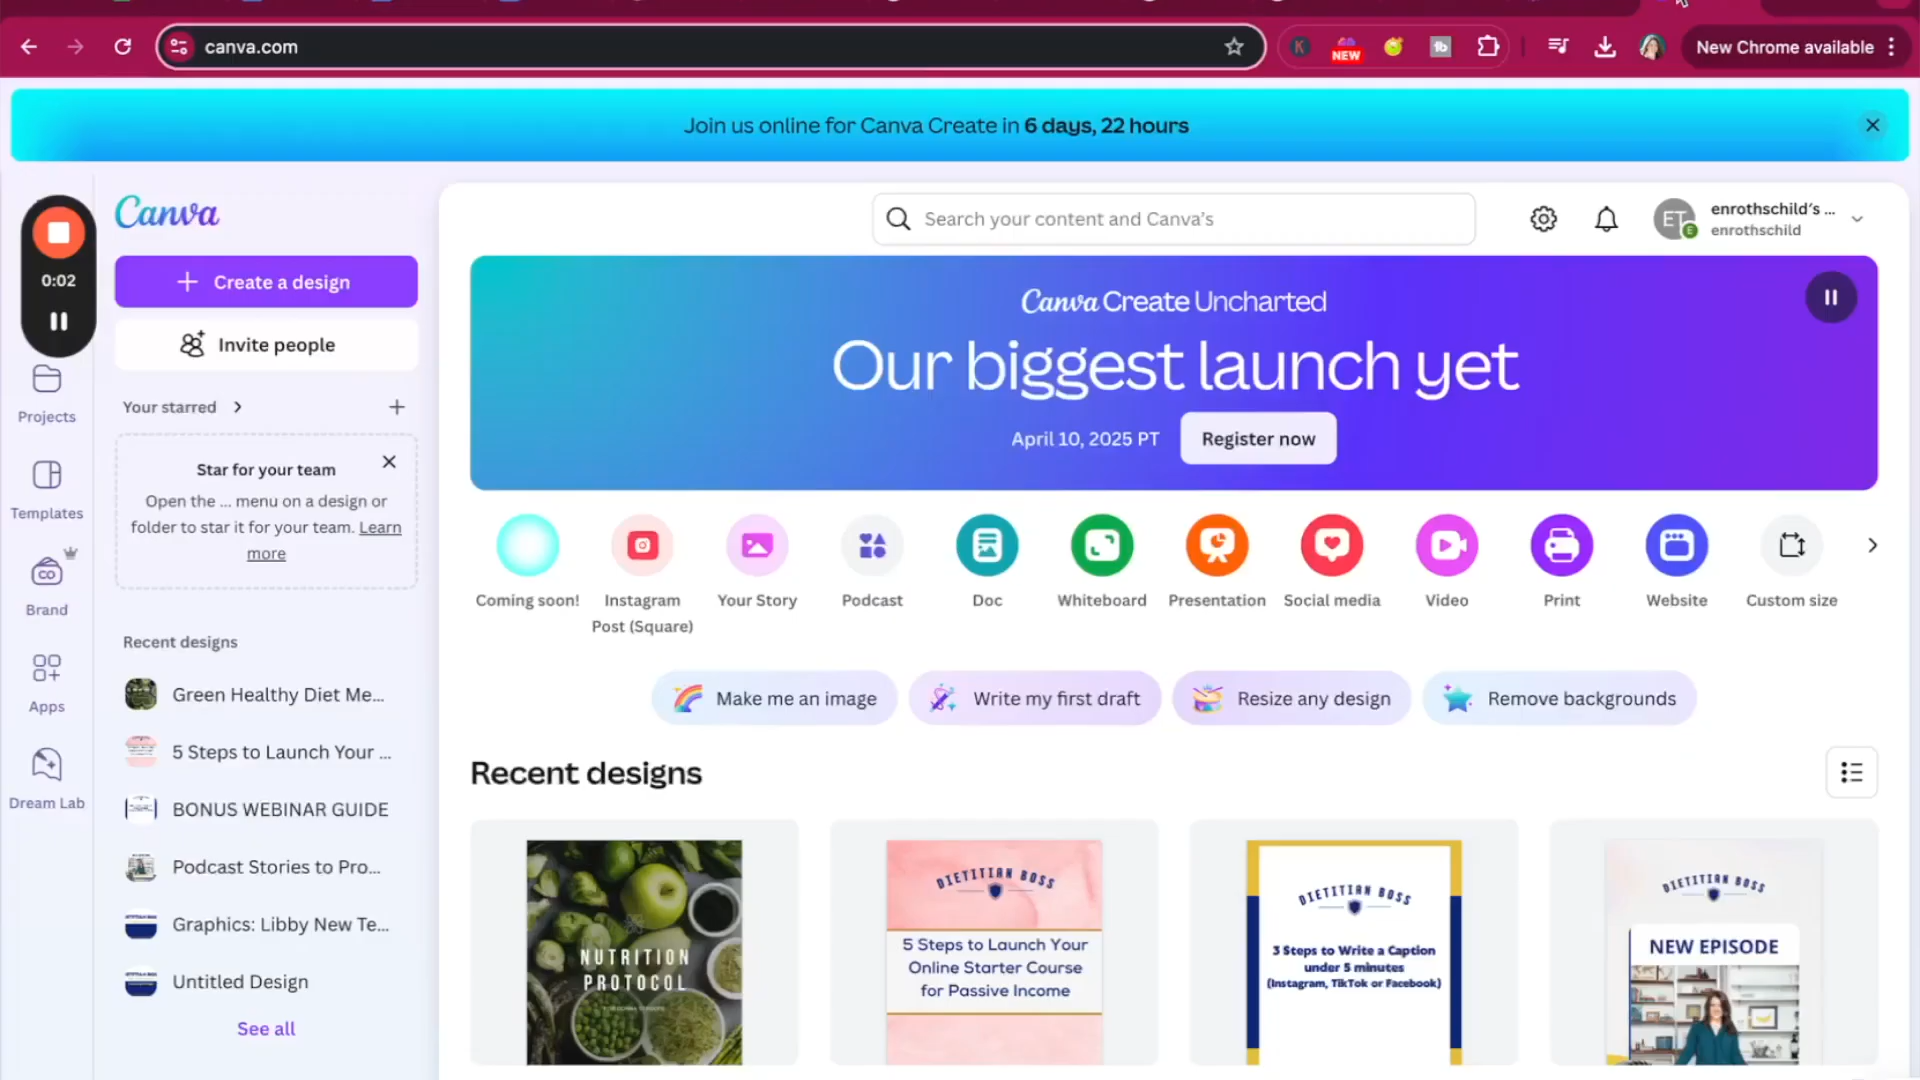 canva.com
NEW
New Chrome available
Join us online for Canva Create in 6 days, 22 hours
Canva
0:02
Create a design
Invite people
Projects
Templates
Brand
Apps
Dream Lab
Your starred
Star for your team
Open the ... menu on a design or
folder to star it for your team. Learn
more
Recent designs
Green Healthy Diet Me...
5 Steps to Launch Your ...
BONUS WEBINAR GUIDE
Podcast Stories to Pro...
Graphics: Libby New Te...
Untitled Design
See all
Search your content and Canva's
ET
E
enrothschild's ...
enrothschild
Canva Create Uncharted
Our biggest launch yet
April 10, 2025 PT
Register now
Coming soon!
Instagram
Post (Square)
Your Story
Podcast
Doc
Whiteboard
Presentation
Social media
Video
Print
Website
Custom size
Make me an image
Write my first draft
Resize any design
Remove backgrounds
Recent designs
NUTRITION
PROTOCOL
DIETITIAN BOSS
5 Steps to Launch Your
Online Starter Course
for Passive Income
DIETITIAN BOSS
3 Steps to Write a Caption
under 5 minutes
(Instagram, TikTok or Facebook)
DIETITIAN BOSS
NEW EPISODE